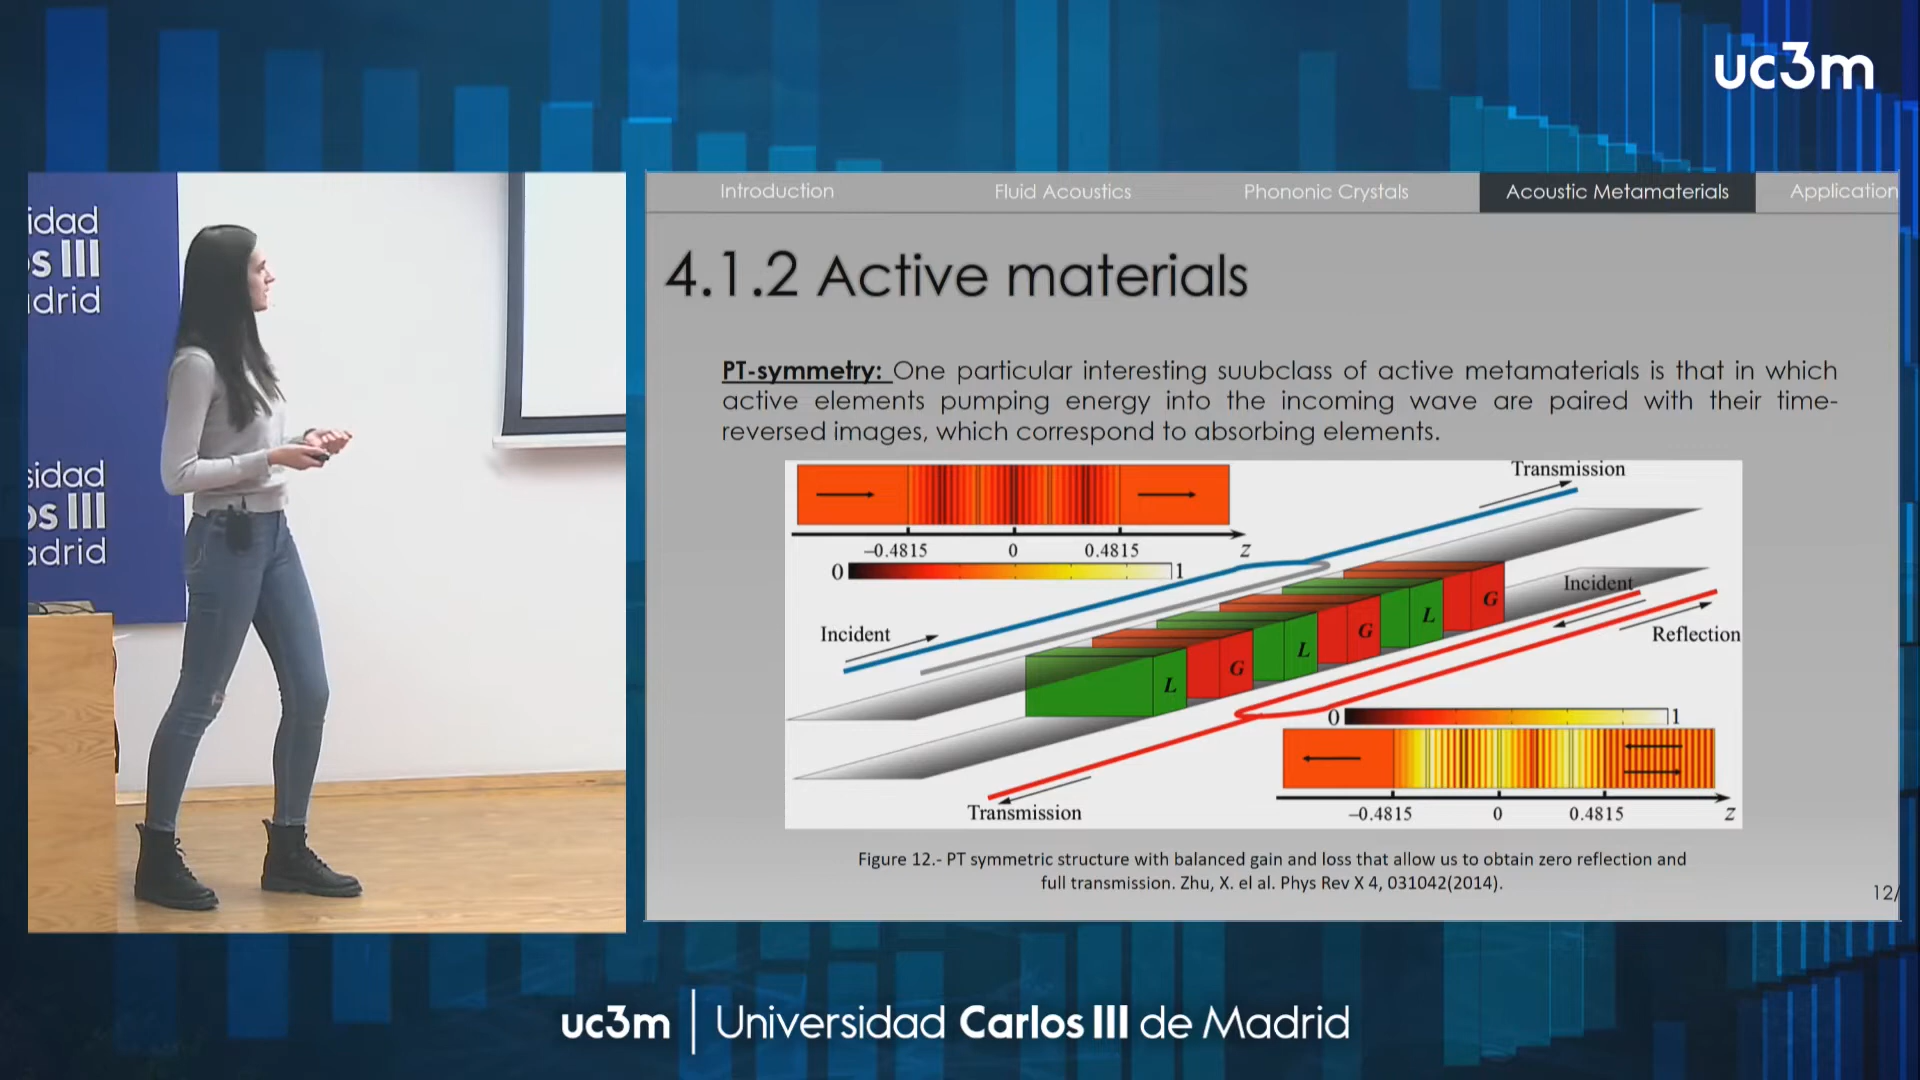 uc3m
idad
os III
adrid
sidad
os III
adrid
Introduction
Fluid Acoustics
Phononic Crystals
Acoustic Metamaterials
Application
4.1.2 Active materials
PT-symmetry: One particular interesting suubclass of active metamaterials is that in which
active elements pumping energy into the incoming wave are paired with their time-
reversed images, which correspond to absorbing elements.
Transmission
−0.4815 0 0.4815 z
0 1
Incident
Incident
Reflection
L G L G L G
Transmission
0 1
−0.4815 0 0.4815 z
Figure 12.- PT symmetric structure with balanced gain and loss that allow us to obtain zero reflection and
full transmission. Zhu, X. el al. Phys Rev X 4, 031042(2014).
12/
uc3m | Universidad Carlos III de Madrid